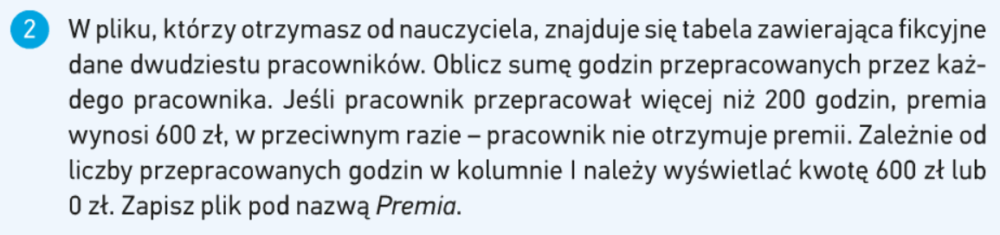 2 W pliku, którzy otrzymasz od nauczyciela, znajduje się tabela zawierająca fikcyjne
dane dwudziestu pracowników. Oblicz sumę godzin przepracowanych przez każ-
dego pracownika. Jeśli pracownik przepracował więcej niż 200 godzin, premia
wynosi 600 zł, w przeciwnym razie – pracownik nie otrzymuje premii. Zależnie od
liczby przepracowanych godzin w kolumnie I należy wyświetlać kwotę 600 zł lub
0 zł. Zapisz plik pod nazwą Premia.